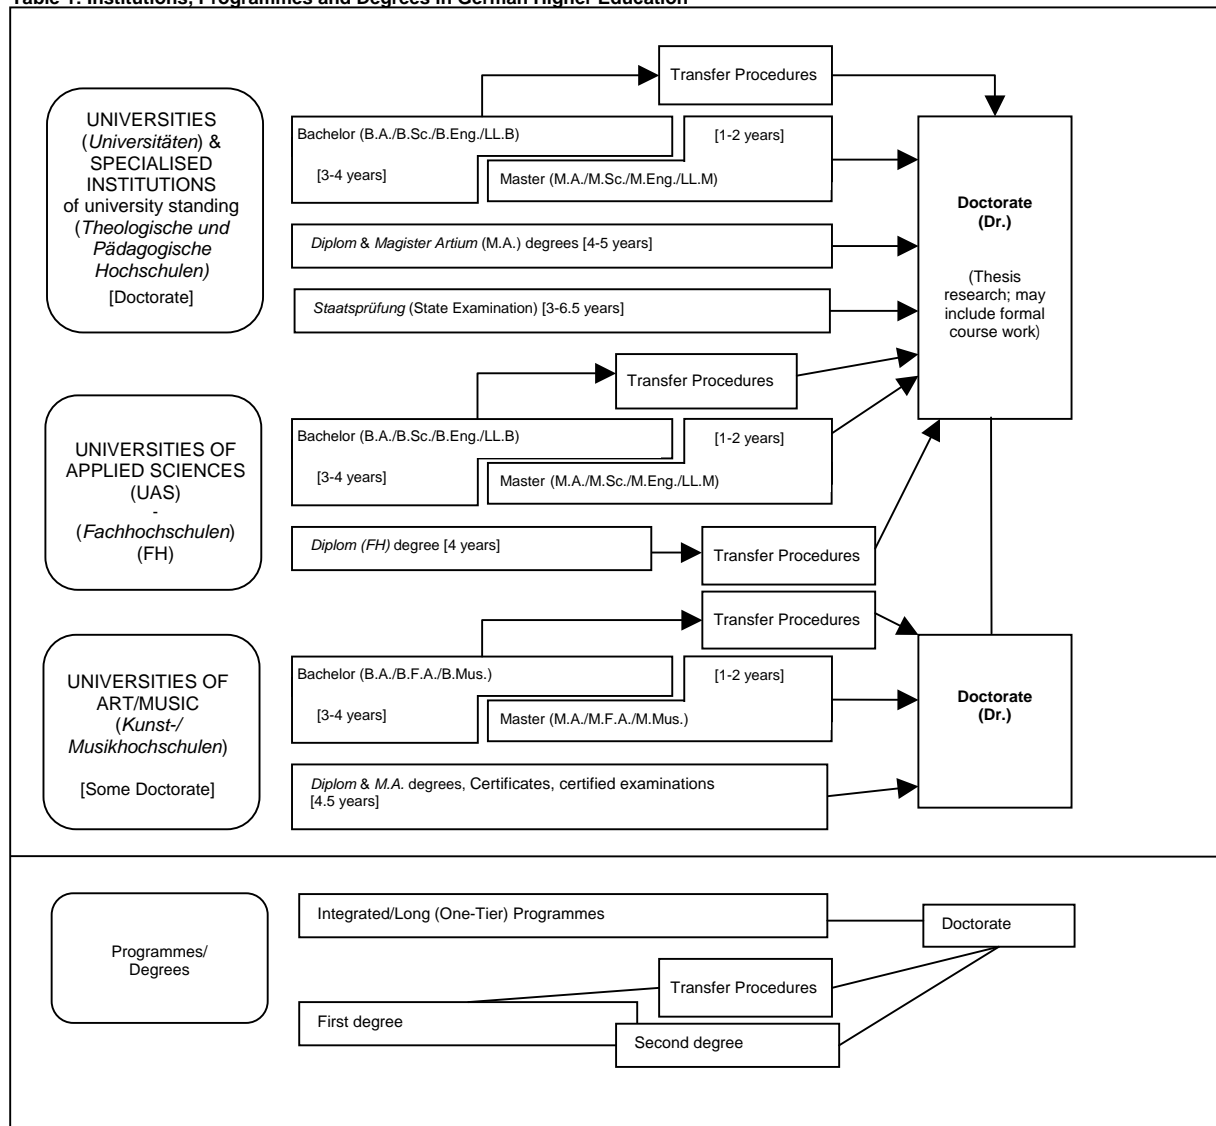 Table 1: Institutions, Programmes and Degrees in German Higher Education
Transfer Procedures
UNIVERSITIES
(Universitäten) &
SPECIALISED
INSTITUTIONS
of university standing
(Theologische und
Pädagogische
Hochschulen)
[Doctorate]
Bachelor (B.A./B.Sc./B.Eng./LL.B)
[3-4 years]
[1-2 years]
Master (M.A./M.Sc./M.Eng./LL.M)
Diplom & Magister Artium (M.A.) degrees [4-5 years]
Staatsprüfung (State Examination) [3-6.5 years]
Doctorate
(Dr.)
(Thesis
research; may
include formal
course work)
UNIVERSITIES OF
APPLIED SCIENCES
(UAS)
-
(Fachhochschulen)
(FH)
Transfer Procedures
Bachelor (B.A./B.Sc./B.Eng./LL.B)
[3-4 years]
[1-2 years]
Master (M.A./M.Sc./M.Eng./LL.M)
Diplom (FH) degree [4 years]
Transfer Procedures
UNIVERSITIES OF
ART/MUSIC
(Kunst-/
Musikhochschulen)
[Some Doctorate]
Transfer Procedures
Bachelor (B.A./B.F.A./B.Mus.)
[3-4 years]
[1-2 years]
Master (M.A./M.F.A./M.Mus.)
Diplom & M.A. degrees, Certificates, certified examinations
[4.5 years]
Doctorate
(Dr.)
Programmes/
Degrees
Integrated/Long (One-Tier) Programmes
Doctorate
Transfer Procedures
First degree
Second degree